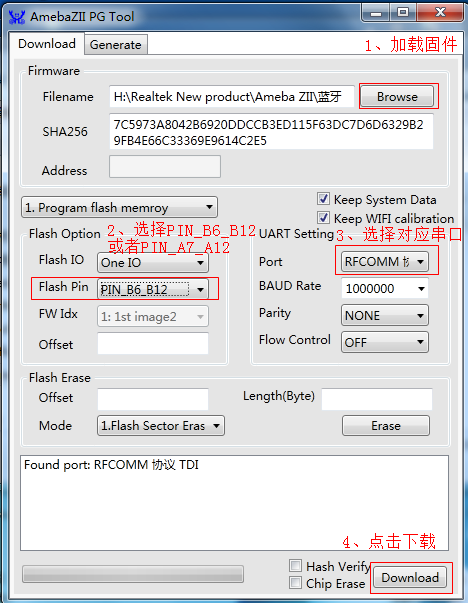 AmebaZII PG Tool
Download
Generate
1、加载固件
Firmware
Filename
H:\Realtek New product\Ameba ZII\蓝牙
Browse
SHA256
7C5973A8042B6920DDCCB3ED115F63DC7D6D6329B2
9FB4E66C33369E9614C2E5
Address
1. Program flash memroy
Keep System Data
Keep WIFI calibration
2、选择PIN_B6_B12
或者PIN_A7_A12
Flash Option
Flash IO
One IO
Flash Pin
PIN_B6_B12
FW Idx
1: 1st image2
Offset
UART Setting
3、选择对应串口
Port
RFCOMM 协
BAUD Rate
1000000
Parity
NONE
Flow Control
OFF
Flash Erase
Offset
Length(Byte)
Mode
1.Flash Sector Eras
Erase
Found port: RFCOMM 协议 TDI
4、点击下载
Hash Verify
Chip Erase
Download